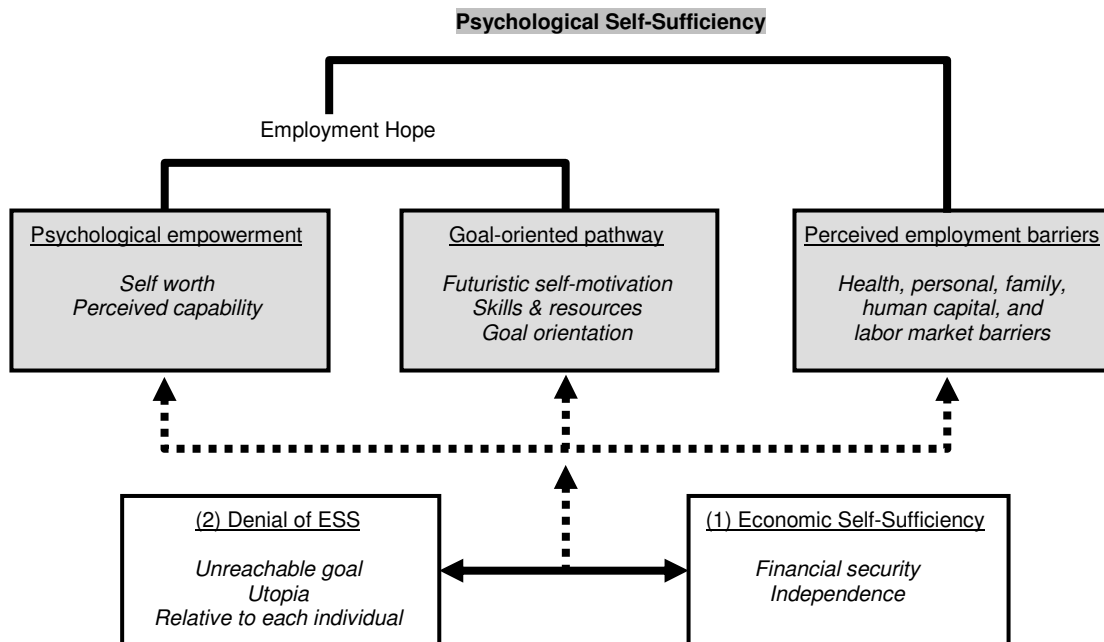 Psychological Self-Sufficiency
Employment Hope
Psychological empowerment
Self worth
Perceived capability
Goal-oriented pathway
Futuristic self-motivation
Skills & resources
Goal orientation
Perceived employment barriers
Health, personal, family,
human capital, and
labor market barriers
(2) Denial of ESS
Unreachable goal
Utopia
Relative to each individual
(1) Economic Self-Sufficiency
Financial security
Independence